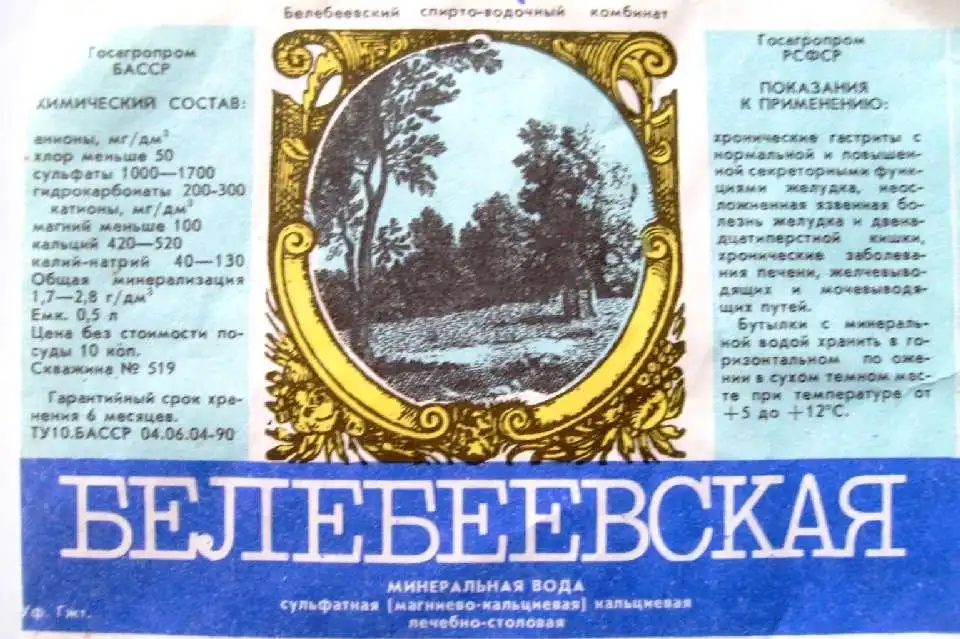 Белебеевский спирто-водочный комбинат
Госагропром
БАССР
ХИМИЧЕСКИЙ СОСТАВ:
анионы, мг/дм³
хлор меньше 50
сульфаты 1000—1700
гидрокарбонаты 200-300
катионы, мг/дм³
магний меньше 100
кальций 420—520
калий-натрий 40—130
Общая минерализация
1,7—2,8 г/дм³
Емк. 0,5 л
Цена без стоимости по-
суды 10 коп.
Скважина № 519
Гарантийный срок хра-
нения 6 месяцев.
ТУ10.БАССР 04.06.04-90
Госагропром
РСФСР
ПОКАЗАНИЯ
К ПРИМЕНЕНИЮ:
хронические гастриты с
нормальной и повышен-
ной секреторными функ-
циями желудка, неос-
ложненная язвенная бо-
лезнь желудка и двена-
дцатиперстной кишки,
хронические заболева-
ния печени, желчевыво-
дящих и мочевыводя-
щих путей.
Бутылки с минераль-
ной водой хранить в го-
ризонтальном по оже-
нии в сухом темном мес-
те при температуре от
+5 до +12°С.
БЕЛЕБЕЕВСКАЯ
МИНЕРАЛЬНАЯ ВОДА
сульфатная (магниево-кальциевая) кальциевая
лечебно-столовая
Уф. Гжт.